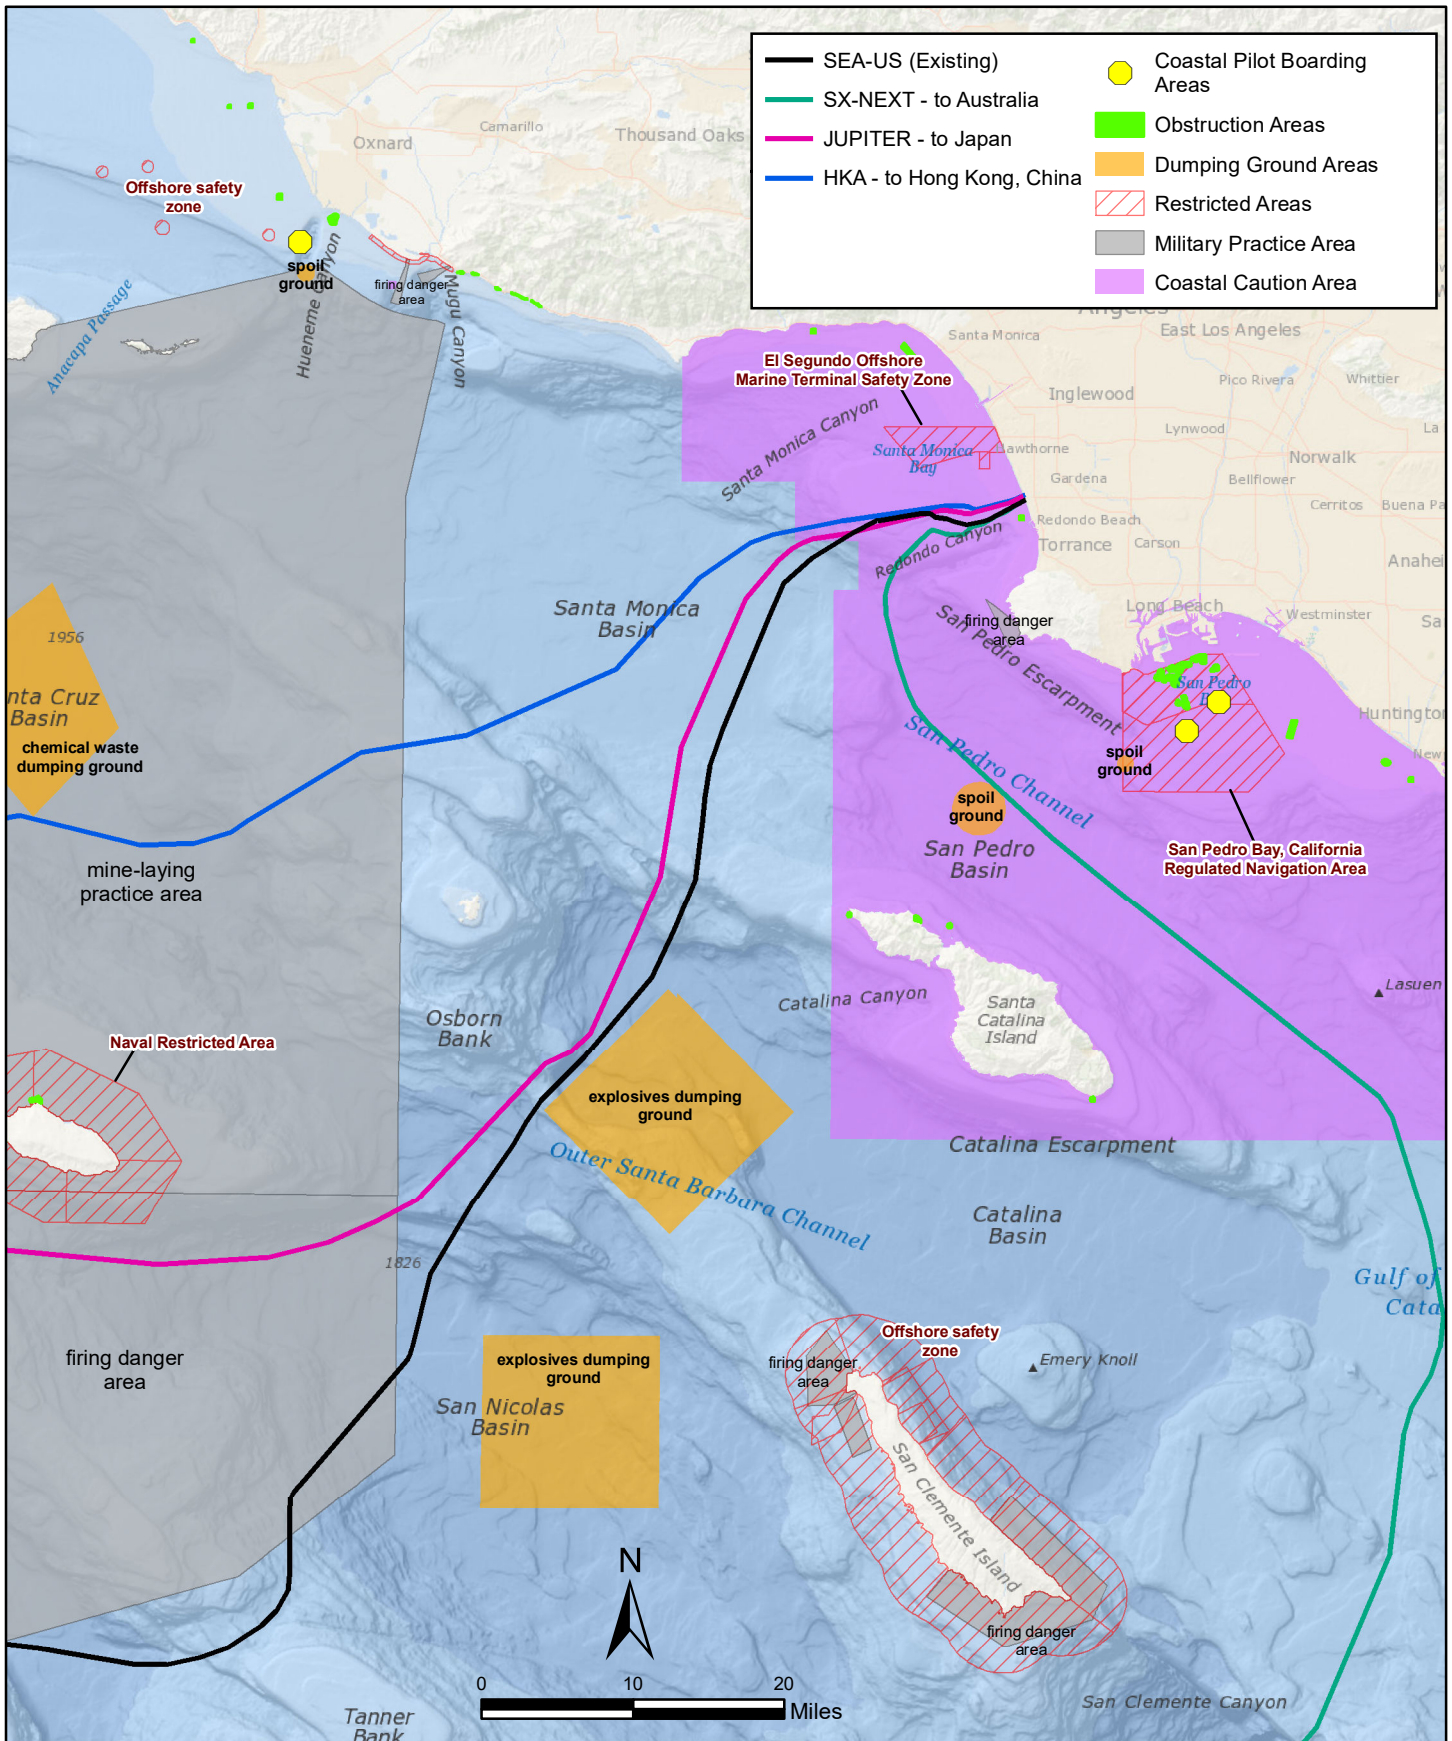 SEA-US (Existing)
SX-NEXT - to Australia
JUPITER - to Japan
HKA - to Hong Kong, China
Coastal Pilot Boarding
Areas
Obstruction Areas
Dumping Ground Areas
Restricted Areas
Military Practice Area
Coastal Caution Area
Oxnard
Camarillo
Thousand Oaks
Offshore safety
zone
spoil
ground
Hueneme Canyon
firing danger
area
Mugu Canyon
Anacapa Passage
Santa Monica
East Los Angeles
El Segundo Offshore
Marine Terminal Safety Zone
Inglewood
Pico Rivera
Whittier
Santa Monica Canyon
Santa Monica
Bay
Lynwood
La
Norwalk
Gardena
Bellflower
Cerritos
Buena Pa
Redondo Beach
Redondo Canyon
Torrance
Carson
Anahei
Santa Monica
Basin
Long Beach
Westminster
Sa
firing danger
area
San Pedro Escarpment
1956
nta Cruz
Basin
chemical waste
dumping ground
San Pedro
Huntington
San Pedro Channel
spoil
ground
spoil
ground
San Pedro
Basin
San Pedro Bay, California
Regulated Navigation Area
mine-laying
practice area
Catalina Canyon
Santa
Catalina
Island
Lasuen
Osborn
Bank
Naval Restricted Area
explosives dumping
ground
Outer Santa Barbara Channel
Catalina Escarpment
Catalina
Basin
1826
Gulf of
Cata
firing danger
area
explosives dumping
ground
San Nicolas
Basin
Offshore safety
zone
firing danger
area
Emery Knoll
San Clemente Island
firing danger
area
N
0 10 20
Miles
San Clemente Canyon
Tanner
Bank